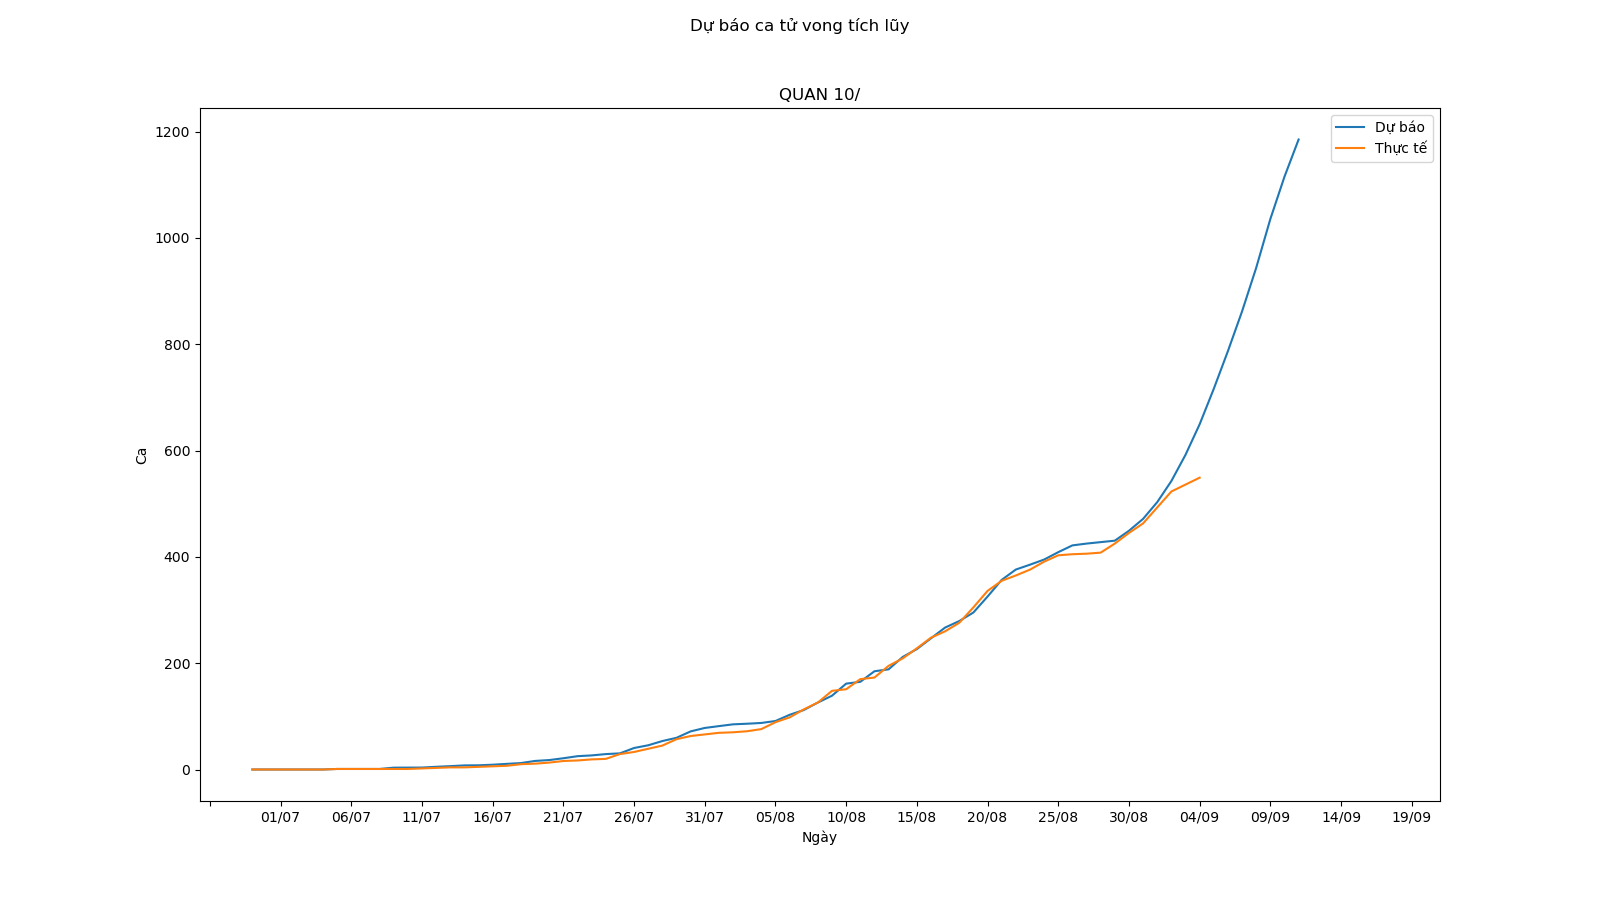 Dự báo ca tử vong tích lũy
QUAN 10/
Dự báo
Thực tế
1200
1000
800
600
400
200
0
Ca
01/07 06/07 11/07 16/07 21/07 26/07 31/07 05/08 10/08 15/08 20/08 25/08 30/08 04/09 09/09 14/09 19/09
Ngày